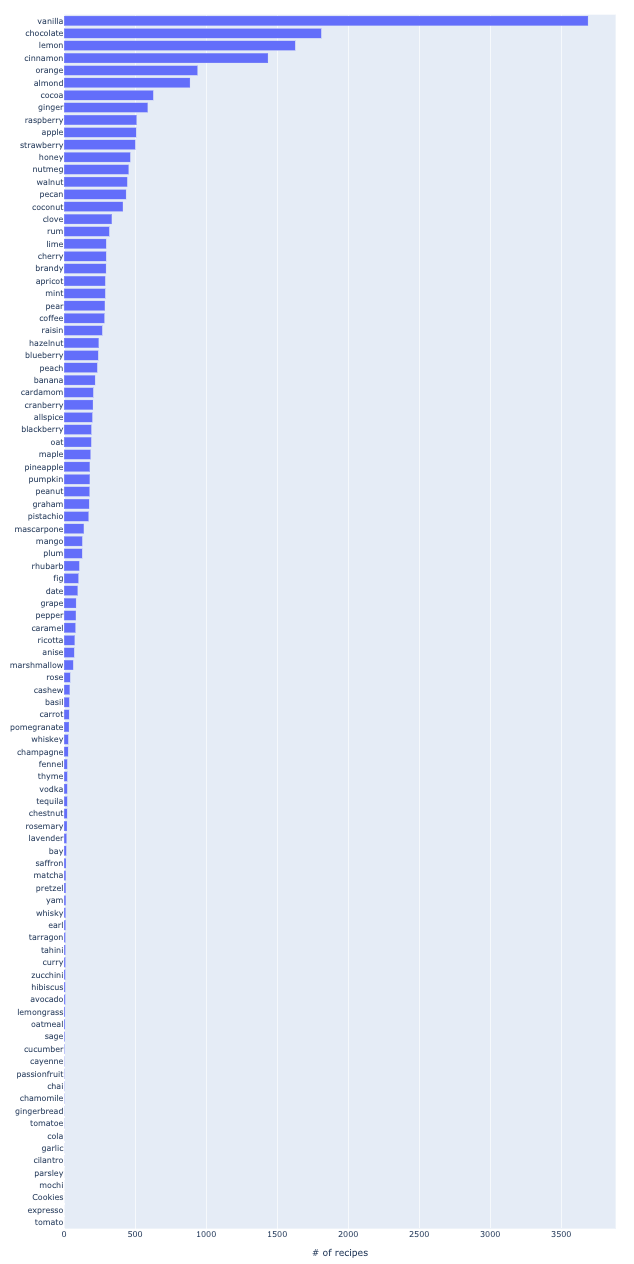 vanilla
chocolate
lemon
cinnamon
orange
almond
cocoa
ginger
raspberry
apple
strawberry
honey
nutmeg
walnut
pecan
coconut
clove
rum
lime
cherry
brandy
apricot
mint
pear
coffee
raisin
hazelnut
blueberry
peach
banana
cardamom
cranberry
allspice
blackberry
oat
maple
pineapple
pumpkin
peanut
graham
pistachio
mascarpone
mango
plum
rhubarb
fig
date
grape
pepper
caramel
ricotta
anise
marshmallow
rose
cashew
basil
carrot
pomegranate
whiskey
champagne
fennel
thyme
vodka
tequila
chestnut
rosemary
lavender
bay
saffron
matcha
pretzel
yam
whisky
earl
tarragon
tahini
curry
zucchini
hibiscus
avocado
lemongrass
oatmeal
sage
cucumber
cayenne
passionfruit
chai
chamomile
gingerbread
tomatoe
cola
garlic
cilantro
parsley
mochi
Cookies
expresso
tomato
0 500 1000 1500 2000 2500 3000 3500
# of recipes